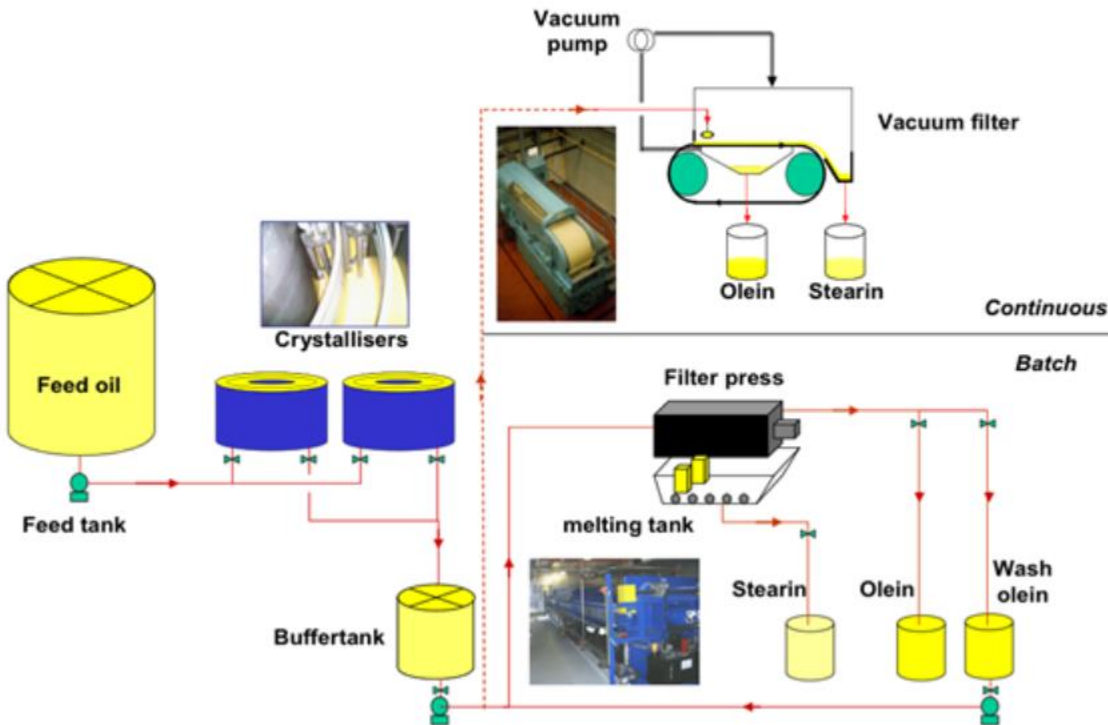 Vacuum
pump
Vacuum filter
Olein
Stearin
Continuous
Crystallisers
Feed oil
Feed tank
Buffertank
Batch
Filter press
melting tank
Stearin
Olein
Wash
olein